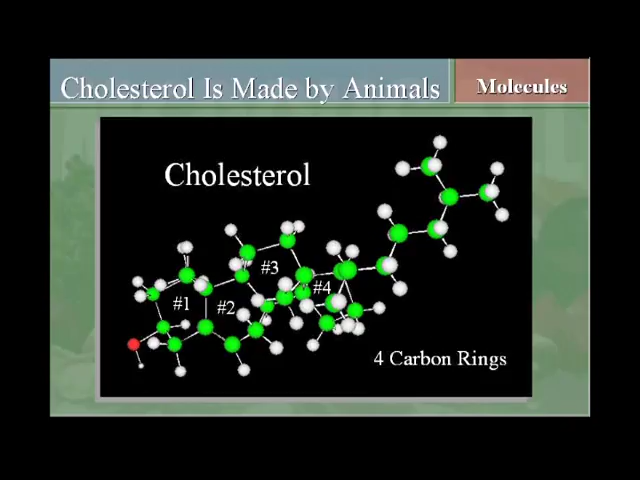 Cholesterol Is Made by Animals
Molecules
Cholesterol
#3
#4
#1
#2
4 Carbon Rings